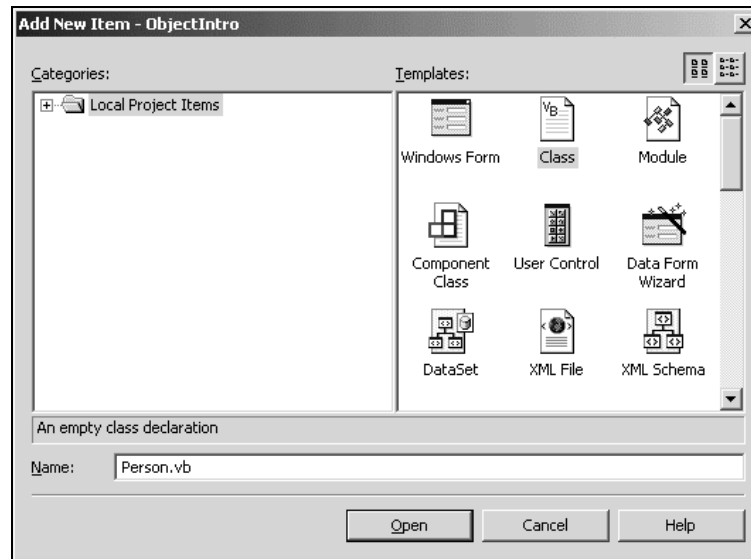 Add New Item - ObjectIntro
Categories:
Templates:
Local Project Items
Windows Form
Class
Module
Component Class
User Control
Data Form Wizard
DataSet
XML File
XML Schema
An empty class declaration
Name:
Person.vb
Open
Cancel
Help